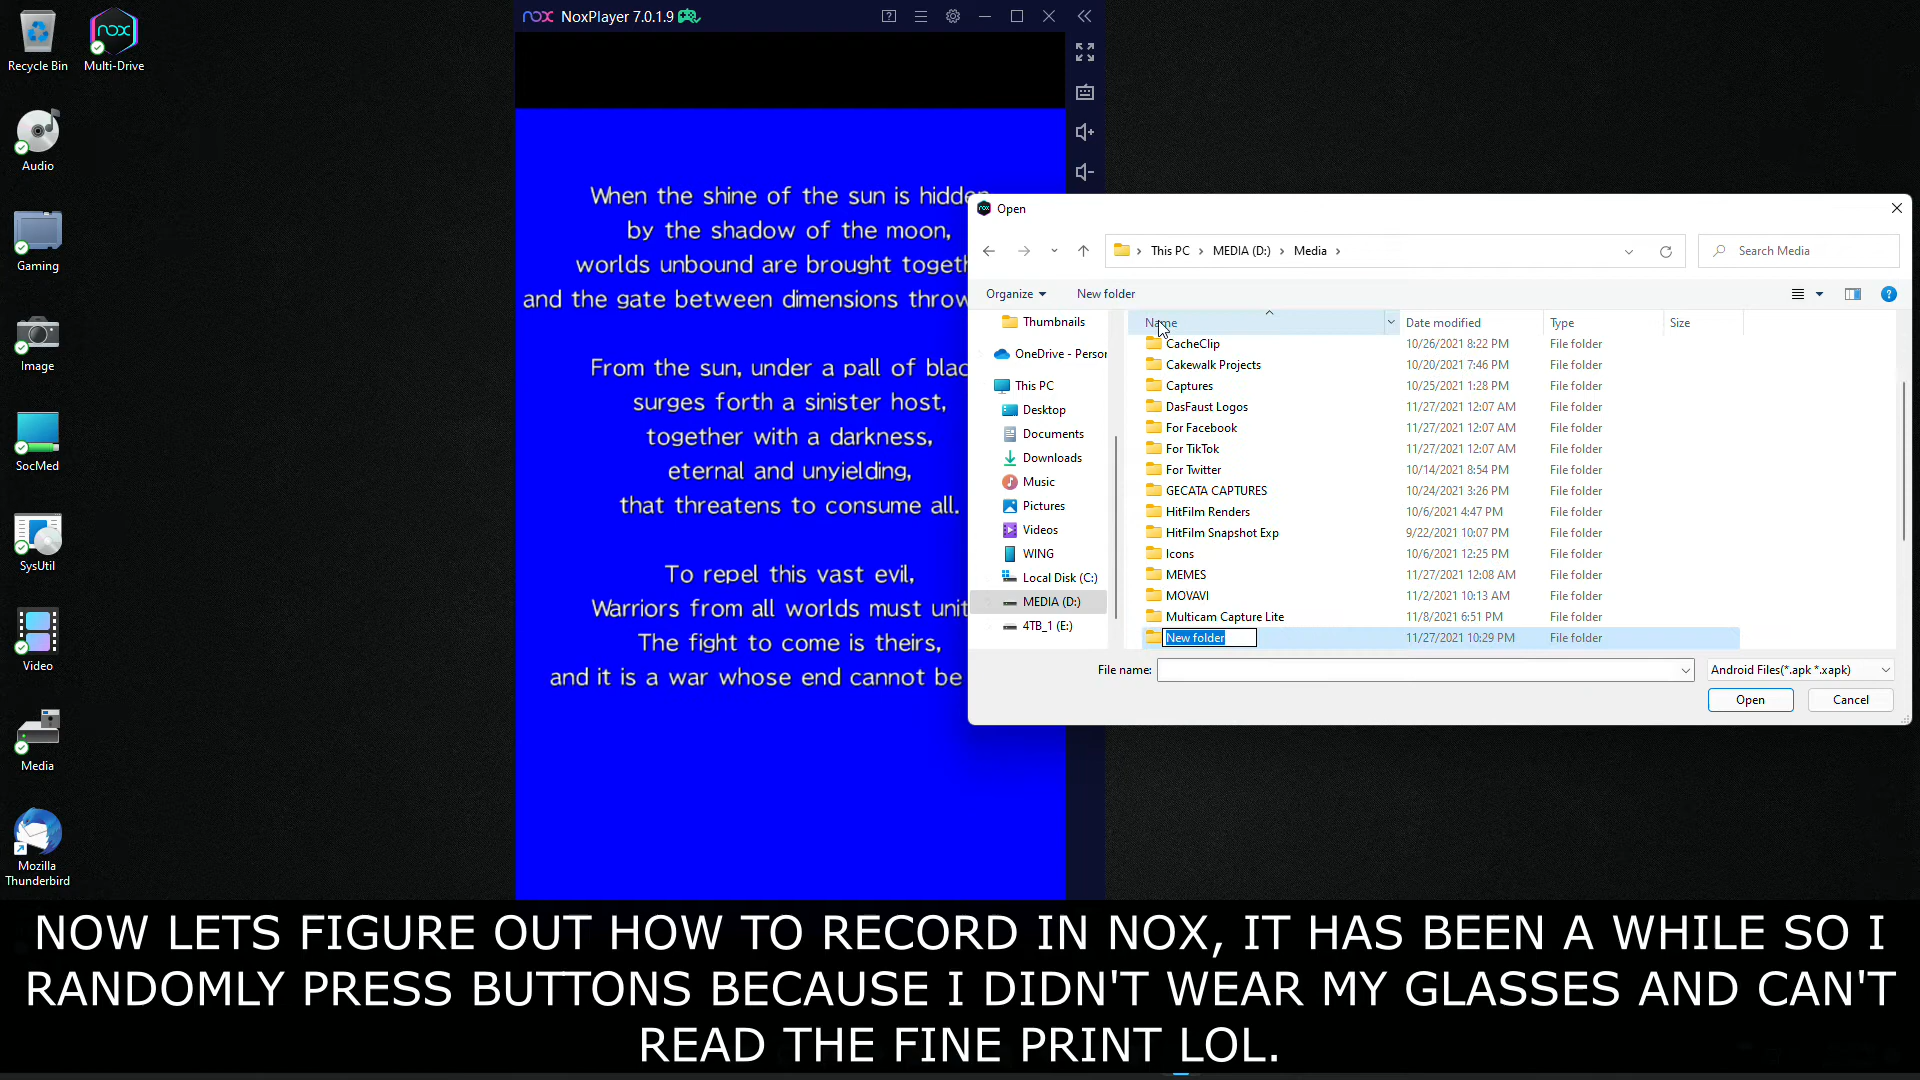 Recycle Bin
Multi-Drive
Audio
Gaming
Image
SocMed
SysUtil
Video
Media
Mozilla
Thunderbird
nox NoxPlayer 7.0.1.9
When the shine of the sun is hidden
by the shadow of the moon,
worlds unbound are brought togeth
and the gate between dimensions throw
From the sun, under a pall of blac
surges forth a sinister host,
together with a darkness,
eternal and unyielding,
that threatens to consume all.
To repel this vast evil,
Warriors from all worlds must unit
The fight to come is theirs,
and it is a war whose end cannot be
Open
This PC > MEDIA (D:) > Media >
Search Media
Organize
New folder
Thumbnails
OneDrive - Person
This PC
Desktop
Documents
Downloads
Music
Pictures
Videos
WING
Local Disk (C:)
MEDIA (D:)
4TB_1 (E:)
Name Date modified Type Size
CacheClip 10/26/2021 8:22 PM File folder
Cakewalk Projects 10/20/2021 7:46 PM File folder
Captures 10/25/2021 1:28 PM File folder
DasFaust Logos 11/27/2021 12:07 AM File folder
For Facebook 11/27/2021 12:07 AM File folder
For TikTok 11/27/2021 12:07 AM File folder
For Twitter 10/14/2021 8:54 PM File folder
GECATA CAPTURES 10/24/2021 3:26 PM File folder
HitFilm Renders 10/6/2021 4:47 PM File folder
HitFilm Snapshot Exp 9/22/2021 10:07 PM File folder
Icons 10/6/2021 12:25 PM File folder
MEMES 11/27/2021 12:08 AM File folder
MOVAVI 11/2/2021 10:13 AM File folder
Multicam Capture Lite 11/8/2021 6:51 PM File folder
New folder 11/27/2021 10:29 PM File folder
File name:
Android Files(*.apk *.xapk)
Open
Cancel
NOW LETS FIGURE OUT HOW TO RECORD IN NOX, IT HAS BEEN A WHILE SO I
RANDOMLY PRESS BUTTONS BECAUSE I DIDN'T WEAR MY GLASSES AND CAN'T
READ THE FINE PRINT LOL.